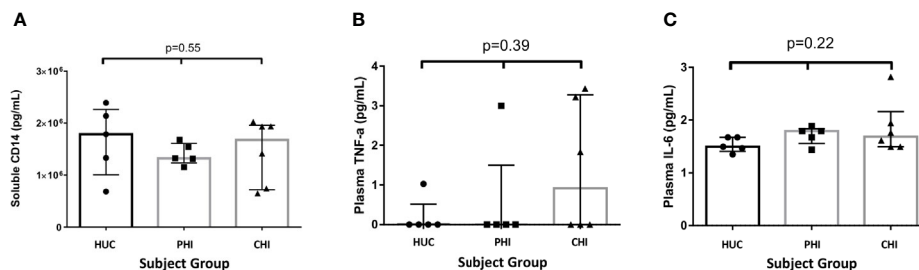 A
p=0.55
Soluble CD14 (pg/mL)
3×10⁶
2×10⁶
1×10⁶
0
HUC PHI CHI
Subject Group
B
p=0.39
Plasma TNF-a (pg/mL)
4
3
2
1
0
HUC PHI CHI
Subject Group
C
p=0.22
Plasma IL-6 (pg/mL)
3
2
1
0
HUC PHI CHI
Subject Group